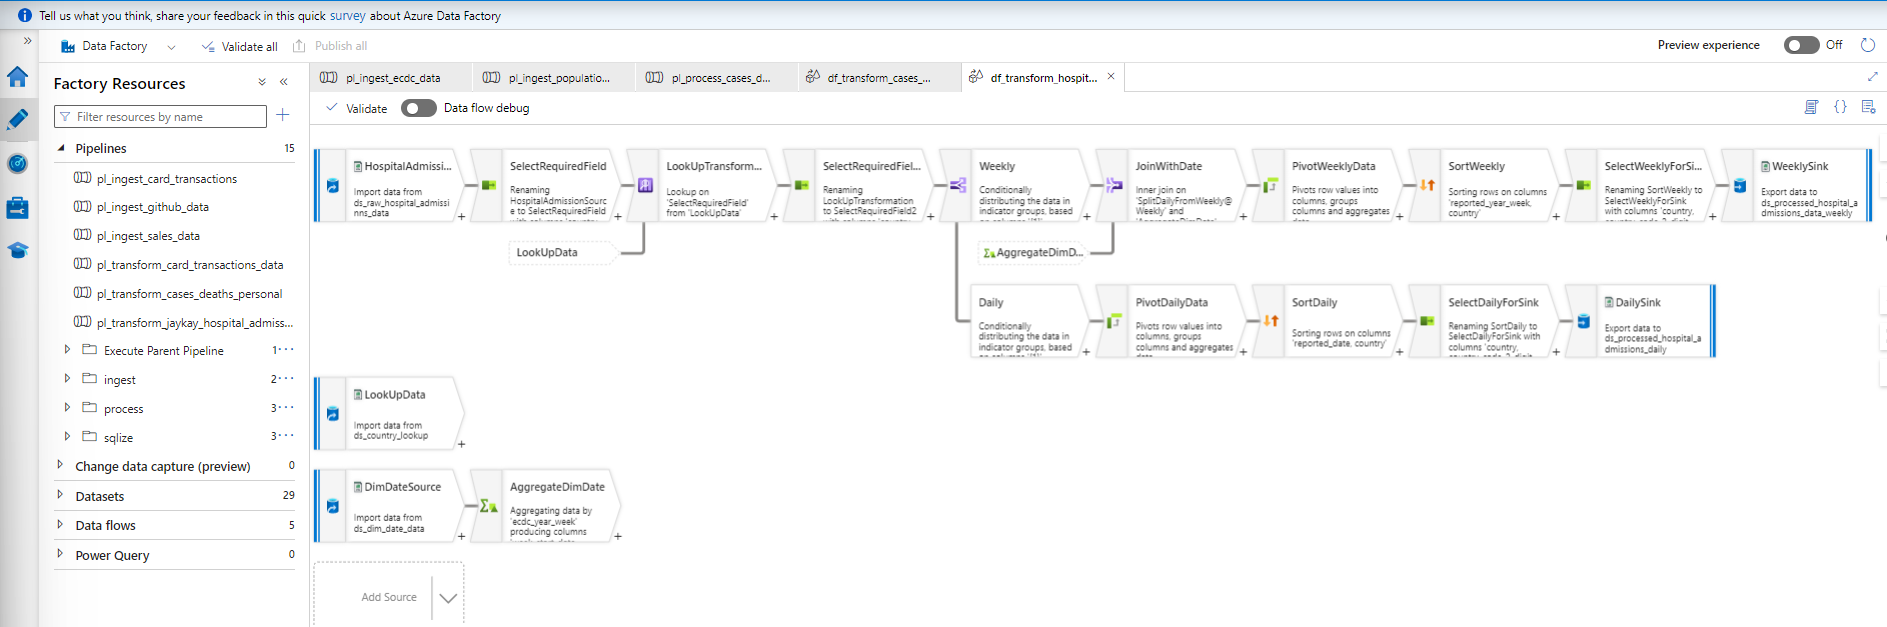 Tell us what you think, share your feedback in this quick survey about Azure Data Factory
Data Factory
Validate all
Publish all
Preview experience
Off
Factory Resources
Filter resources by name
Pipelines 15
pl_ingest_card_transactions
pl_ingest_github_data
pl_ingest_sales_data
pl_transform_card_transactions_data
pl_transform_cases_deaths_personal
pl_transform_jaykay_hospital_admiss...
Execute Parent Pipeline 1
ingest 2
process 3
sqlize 3
Change data capture (preview) 0
Datasets 29
Data flows 5
Power Query 0
pl_ingest_ecdc_data
pl_ingest_populatio...
pl_process_cases_d...
df_transform_cases_...
df_transform_hospit...
Validate
Data flow debug
HospitalAdmissi...
Import data from
ds_raw_hospital_admissi
ns_data
SelectRequiredField
Renaming
HospitalAdmissionSourc
e to SelectRequiredField
LookUpTransform...
Lookup on
'SelectRequiredField'
from 'LookUpData'
SelectRequiredFiel...
Renaming
LookUpTransformation
to SelectRequiredField2
Weekly
Conditionally
distributing the data in
indicator groups, based
JoinWithDate
Inner join on
'SplitDailyFromWeekly@
Weekly' and
PivotWeeklyData
Pivots row values into
columns, groups
columns and aggregates
SortWeekly
Sorting rows on columns
'reported_year_week,
country'
SelectWeeklyForSi...
Renaming SortWeekly to
SelectWeeklyForSink
with columns 'country,
WeeklySink
Export data to
ds_processed_hospital_a
dmissions_data_weekly
LookUpData
AggregateDimD...
Daily
Conditionally
distributing the data in
indicator groups, based
PivotDailyData
Pivots row values into
columns, groups
columns and aggregates
SortDaily
Sorting rows on columns
'reported_date, country'
SelectDailyForSink
Renaming SortDaily to
SelectDailyForSink with
columns 'country,
DailySink
Export data to
ds_processed_hospital_a
dmissions_daily
LookUpData
Import data from
ds_country_lookup
DimDateSource
Import data from
ds_dim_date_data
AggregateDimDate
Aggregating data by
'ecdc_year_week'
producing columns
Add Source